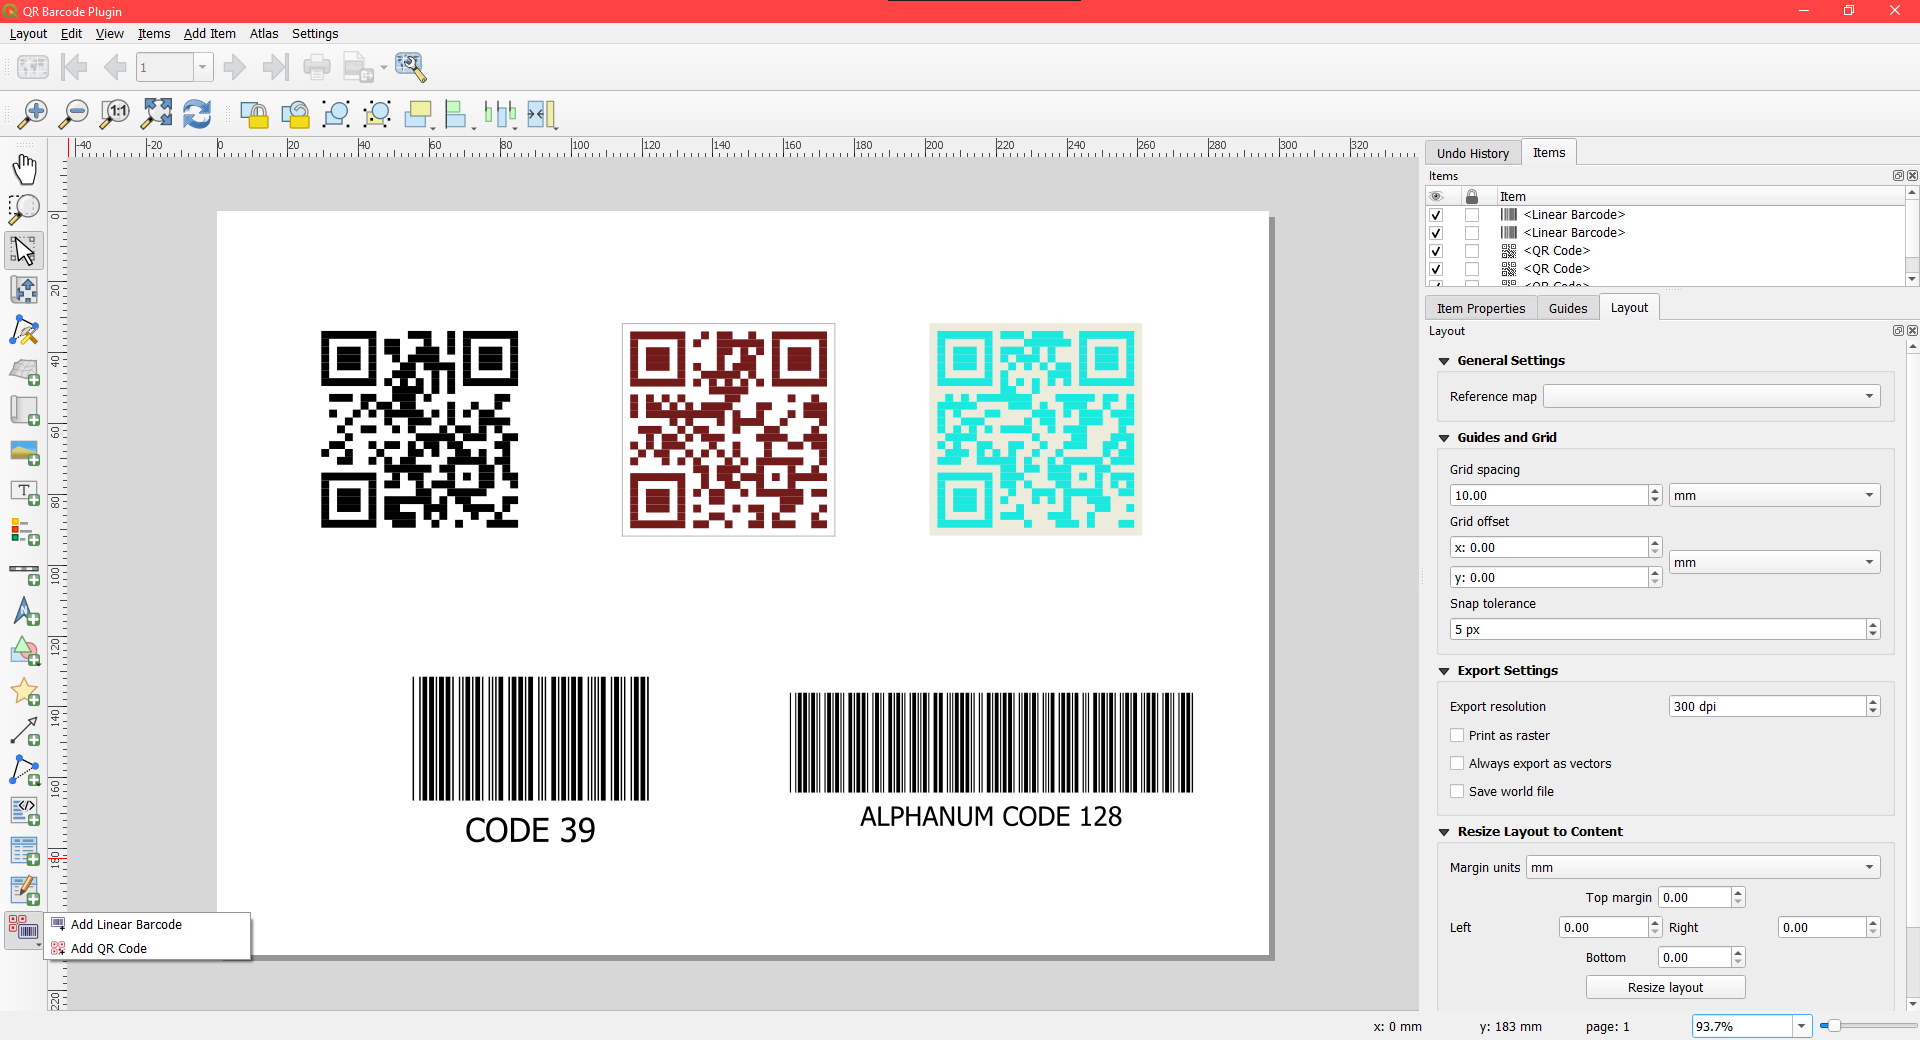 QR Barcode Plugin
Layout Edit View Items Add Item Atlas Settings
1
1:1
-40 -20 0 20 40 60 80 100 120 140 160 180 200 220 240 260 280 300 320
0
20
40
60
80
100
120
140
160
180
220
T
CODE 39
ALPHANUM CODE 128
Add Linear Barcode
Add QR Code
Undo History Items
Items
Item
<Linear Barcode>
<Linear Barcode>
<QR Code>
<QR Code>
<QR Code>
Item Properties Guides Layout
Layout
General Settings
Reference map
Guides and Grid
Grid spacing
10.00 mm
Grid offset
x: 0.00
mm
y: 0.00
Snap tolerance
5 px
Export Settings
Export resolution 300 dpi
Print as raster
Always export as vectors
Save world file
Resize Layout to Content
Margin units mm
Top margin 0.00
Left 0.00 Right 0.00
Bottom 0.00
Resize layout
x: 0 mm y: 183 mm page: 1 93.7%